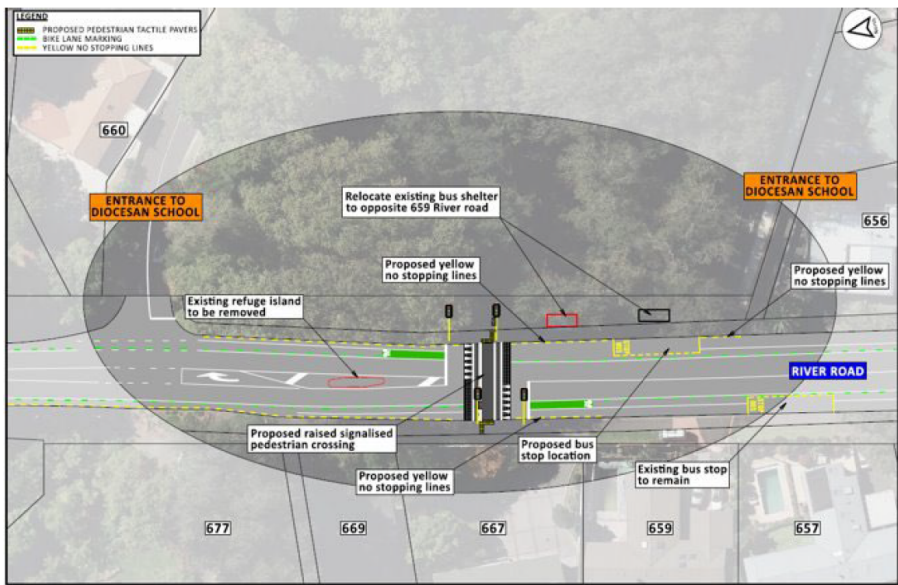 LEGEND
PROPOSED PEDESTRIAN TACTILE PAVERS
BIKE LANE MARKING
YELLOW NO STOPPING LINES
660
ENTRANCE TO
DIOCESAN SCHOOL
Relocate existing bus shelter
to opposite 659 River road
ENTRANCE TO
DIOCESAN SCHOOL
656
Proposed yellow
no stopping lines
Proposed yellow
no stopping lines
Existing refuge island
to be removed
RIVER ROAD
Proposed raised signalised
pedestrian crossing
Proposed bus
stop location
Existing bus stop
to remain
Proposed yellow
no stopping lines
677
669
667
659
657